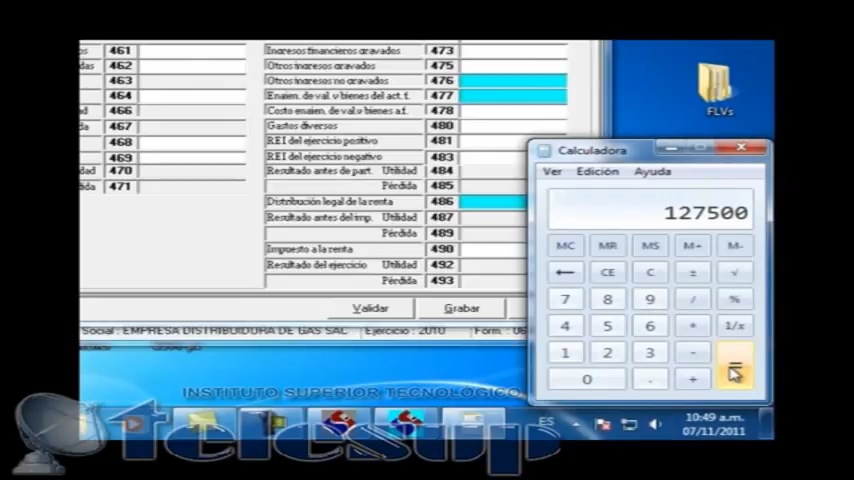 461
462
463
464
466
467
468
469
470
471
Ingresos financieros gravados 473
Otros ingresos gravados 475
Otros ingresos no gravados 476
Enajen. de val. y bienes del act. f. 477
Costo enajen. de val. y bienes a.f. 478
Gastos diversos 480
REI del ejercicio positivo 481
REI del ejercicio negativo 483
Resultado antes de part. Utilidad 484
Pérdida 485
Distribución legal de la renta 486
Resultado antes del imp. Utilidad 487
Pérdida 489
Impuesto a la renta 490
Resultado del ejercicio Utilidad 492
Pérdida 493
Validar Grabar
Social : EMPRESA DISTRIBUIDORA DE GAS SAC Ejercicio : 2010 Form. :
FLVs
Calculadora
Ver Edición Ayuda
127500
MC MR MS M+ M-
← CE C ± √
7 8 9 / %
4 5 6 * 1/x
1 2 3 - =
0 . +
INSTITUTO SUPERIOR TECNOLÓGICO
telesup
ES
10:49 a.m.
07/11/2011